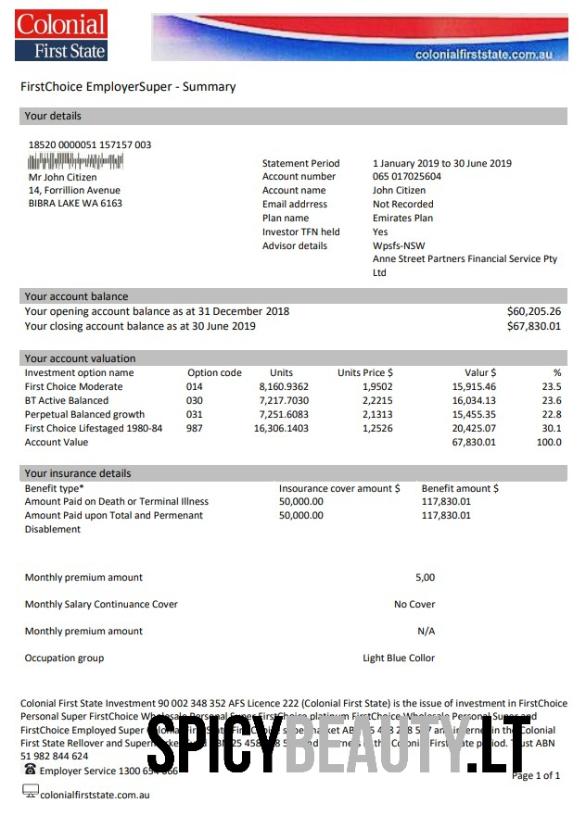 Colonial
First State
colonialfirststate.com.au
FirstChoice EmployerSuper - Summary
Your details
18520 0000051 157157 003
Mr John Citizen
14, Forrillion Avenue
BIBRA LAKE WA 6163
Statement Period 1 January 2019 to 30 June 2019
Account number 065 017025604
Account name John Citizen
Email addrress Not Recorded
Plan name Emirates Plan
Investor TFN held Yes
Advisor details Wpsfs-NSW
Anne Street Partners Financial Service Pty
Ltd
Your account balance
Your opening account balance as at 31 December 2018 $60,205.26
Your closing account balance as at 30 June 2019 $67,830.01
Your account valuation
Investment option name Option code Units Units Price $ Valur $ %
First Choice Moderate 014 8,160.9362 1,9502 15,915.46 23.5
BT Active Balanced 030 7,217.7030 2,2215 16,034.13 23.6
Perpetual Balanced growth 031 7,251.6083 2,1313 15,455.35 22.8
First Choice Lifestaged 1980-84 987 16,306.1403 1,2526 20,425.07 30.1
Account Value 67,830.01 100.0
Your insurance details
Benefit type* Insourance cover amount $ Benefit amount $
Amount Paid on Death or Terminal Illness 50,000.00 117,830.01
Amount Paid upon Total and Permenant 50,000.00 117,830.01
Disablement
Monthly premium amount 5,00
Monthly Salary Continuance Cover No Cover
Monthly premium amount N/A
Occupation group Light Blue Collor
Colonial First State Investment 90 002 348 352 AFS Licence 222 (Colonial First State) is the issue of investment in FirstChoice
Personal Super FirstChoice Wholesale Personal Super FirstChoice platinum FirstChoice Wholesale Personal Super and
FirstChoice Employed Super the Colonial
First State Rellover and ABN
51 982 844 624
SPICYBEAUTY.LT
Employer Service 1300
Page 1 of 1
colonialfirststate.com.au